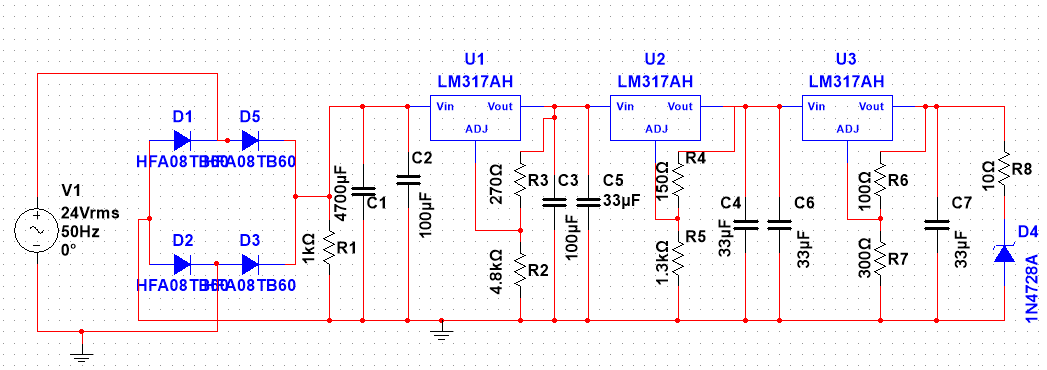 U1
U2
U3
LM317AH
LM317AH
LM317AH
Vin
Vout
ADJ
Vin
Vout
ADJ
Vin
Vout
ADJ
D1
D5
HFA08TB60
HFA08TB60
V1
24Vrms
50Hz
0°
D2
D3
HFA08TB60
HFA08TB60
1kΩ
R1
4700µF
C1
C2
100µF
270Ω
R3
4.8kΩ
R2
C3
100µF
C5
33µF
R4
150Ω
R5
1.3kΩ
C4
33µF
C6
33µF
100Ω
R6
300Ω
R7
C7
33µF
10Ω
R8
D4
1N4728A